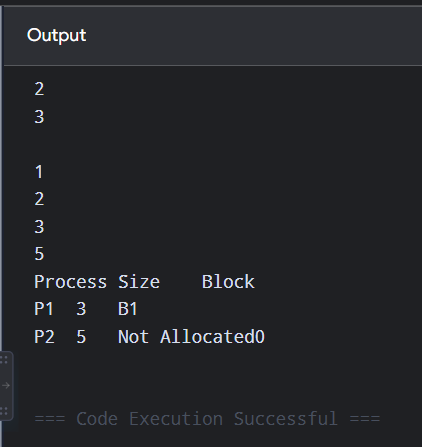 Output
2
3
1
2
3
5
Process Size Block
P1 3 B1
P2 5 Not Allocated0
=== Code Execution Successful ===